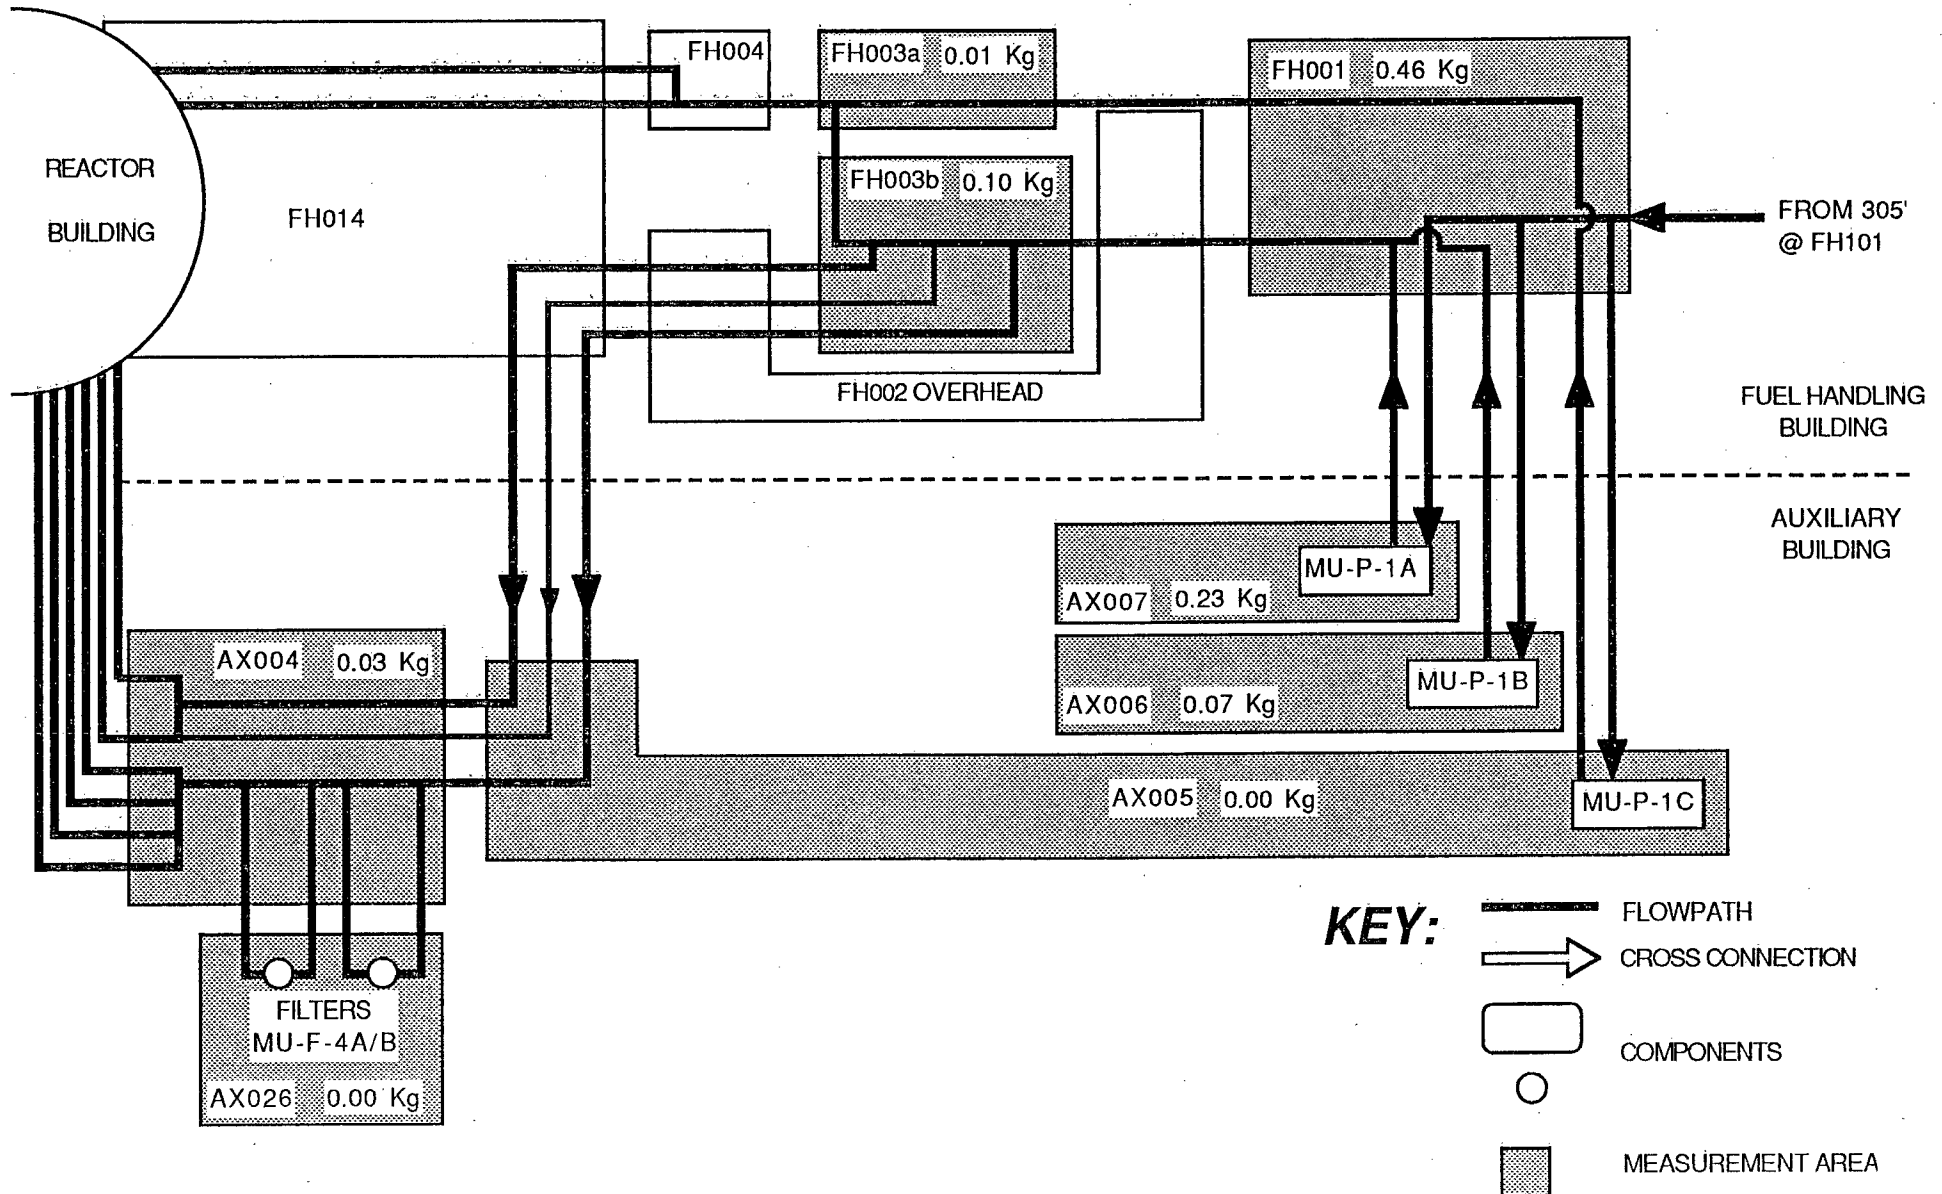 FH004
FH003a 0.01 Kg
FH001 0.46 Kg
REACTOR
BUILDING
FH014
FH003b 0.10 Kg
FROM 305'
@ FH101
FH002 OVERHEAD
FUEL HANDLING
BUILDING
AUXILIARY
BUILDING
MU-P-1A
AX007 0.23 Kg
AX004 0.03 Kg
MU-P-1B
AX006 0.07 Kg
AX005 0.00 Kg
MU-P-1C
KEY:
FLOWPATH
CROSS CONNECTION
COMPONENTS
MEASUREMENT AREA
FILTERS
MU-F-4A/B
AX026 0.00 Kg